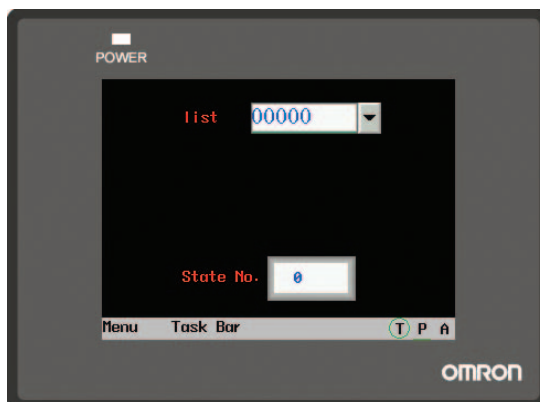 POWER
list 00000
State No. 0
Menu Task Bar T P A
OMRON